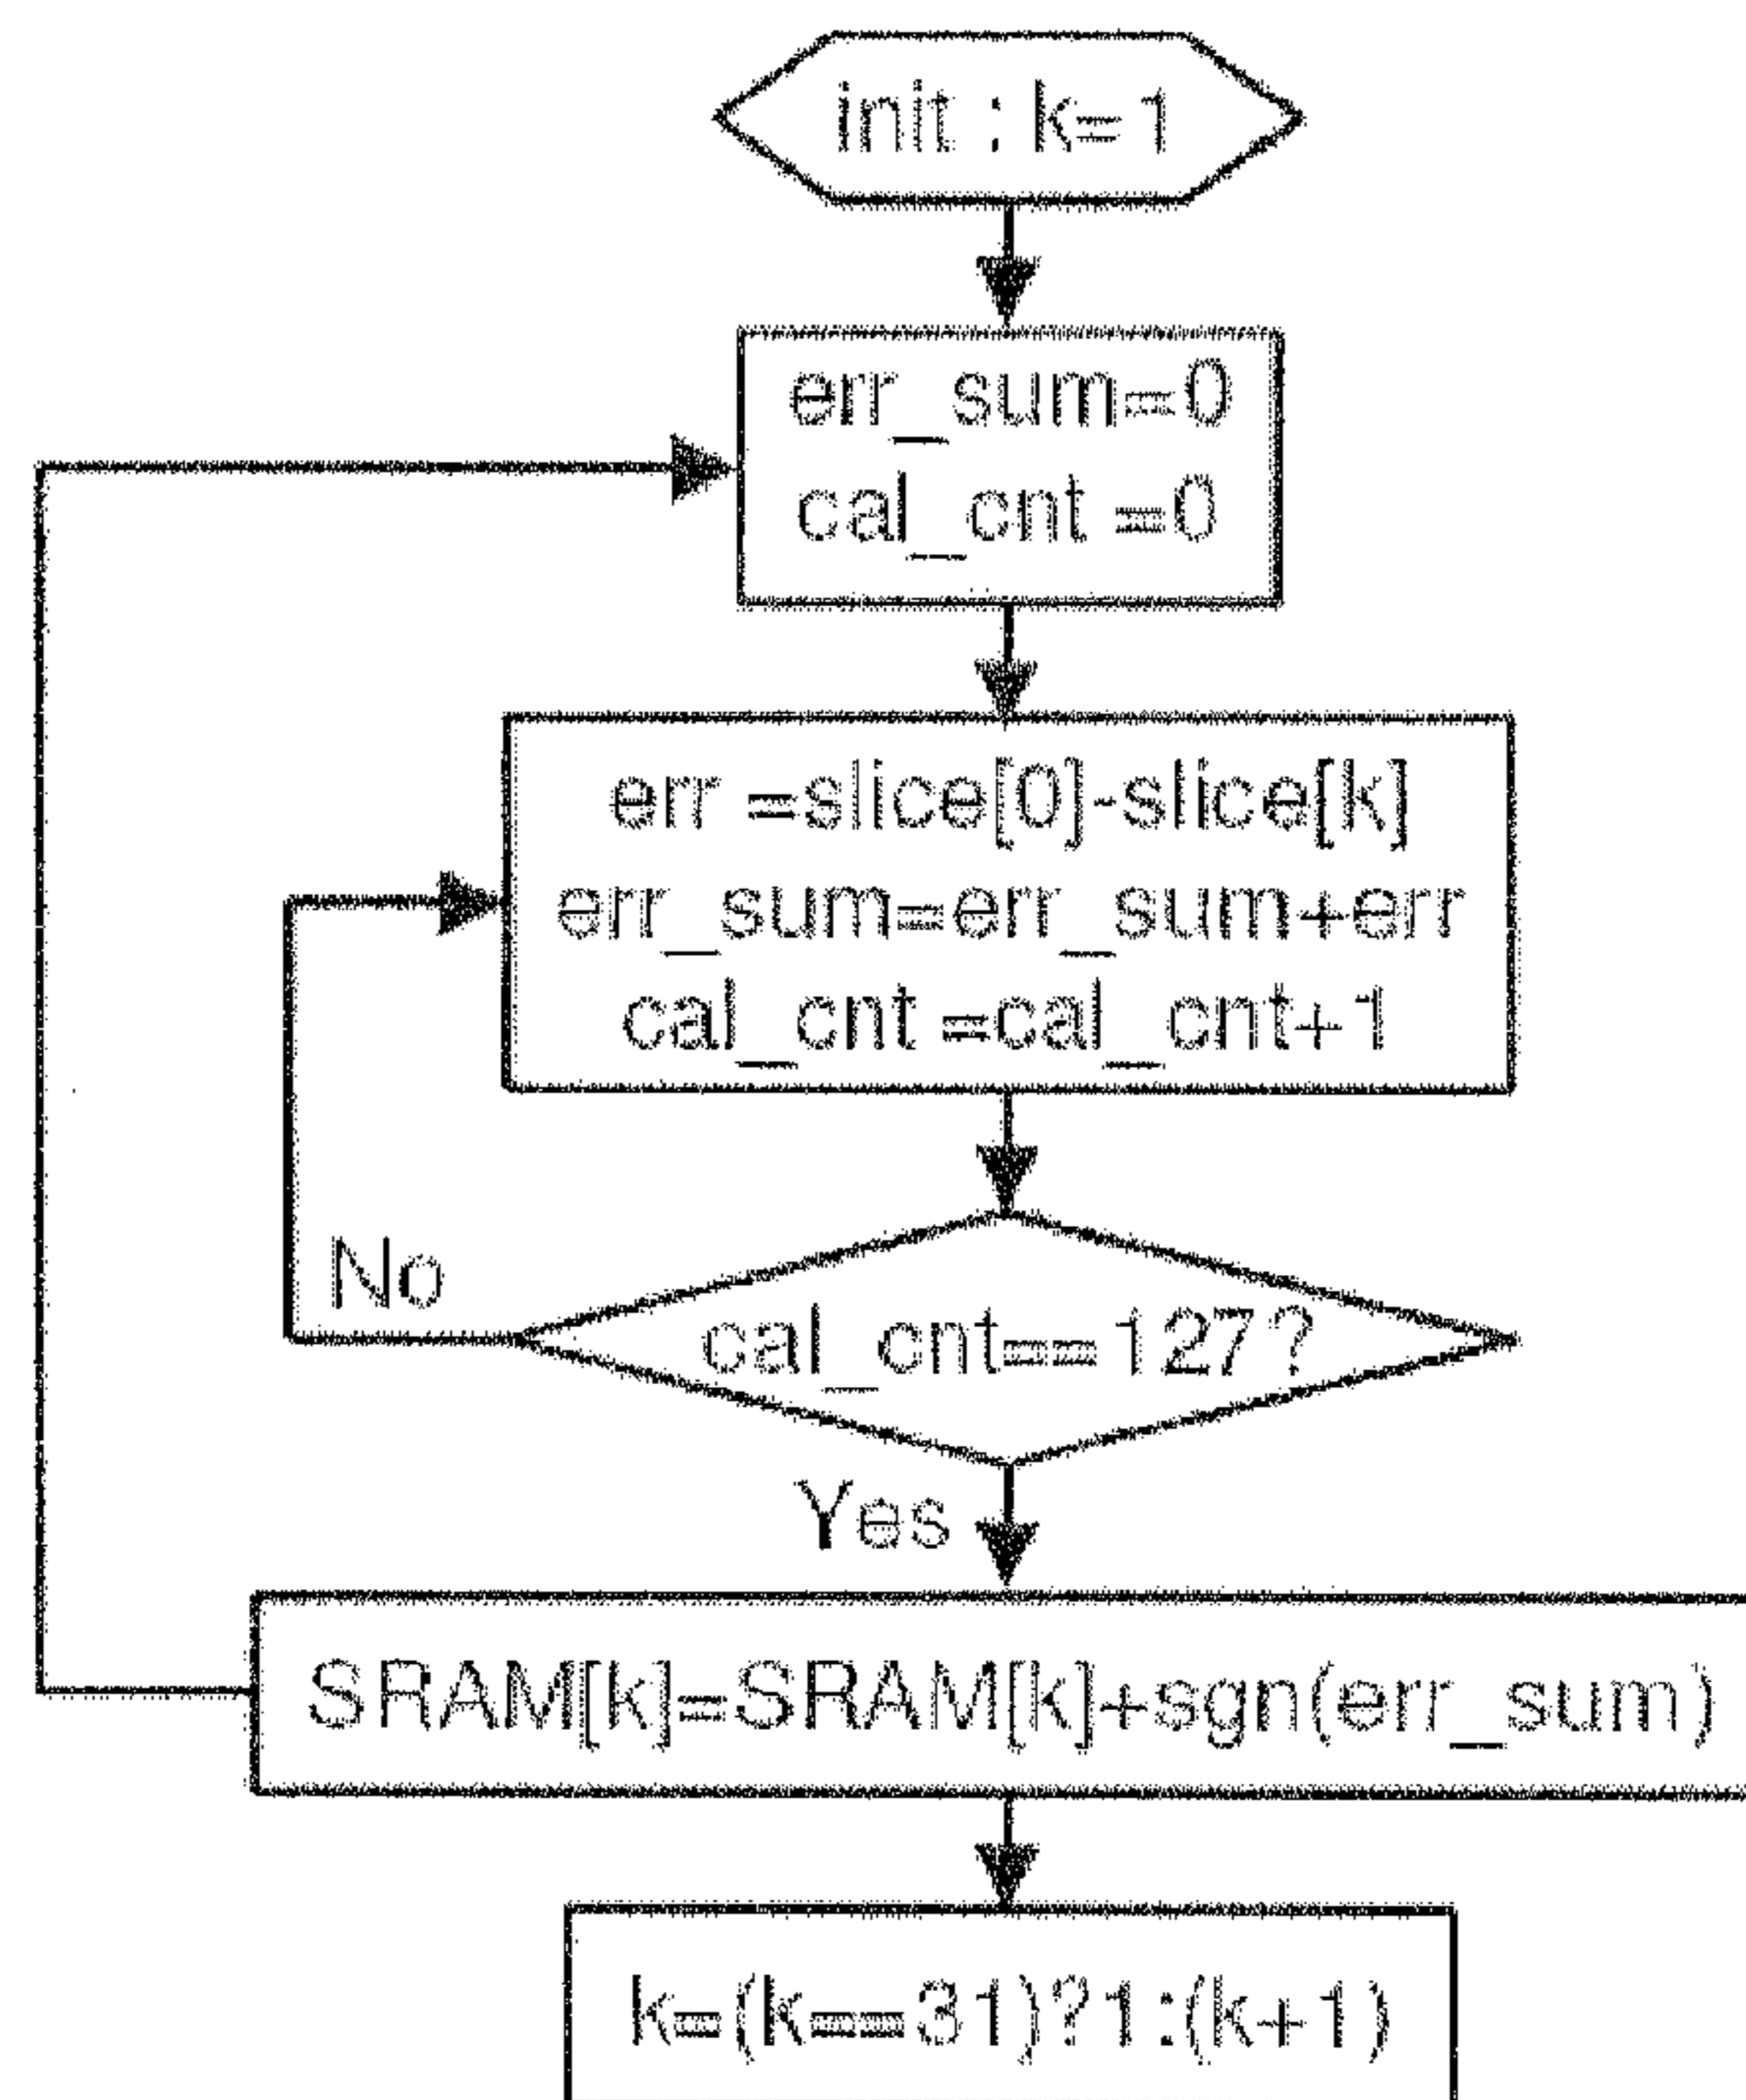 init : k=1
err_sum=0
cal_cnt =0
err =slice[0]-slice[k]
err_sum=err_sum+err
cal_cnt =cal_cnt+1
No
cal_cnt==127?
Yes
SRAM[k]=SRAM[k]+sgn(err_sum)
k=(k==31)?1:(k+1)